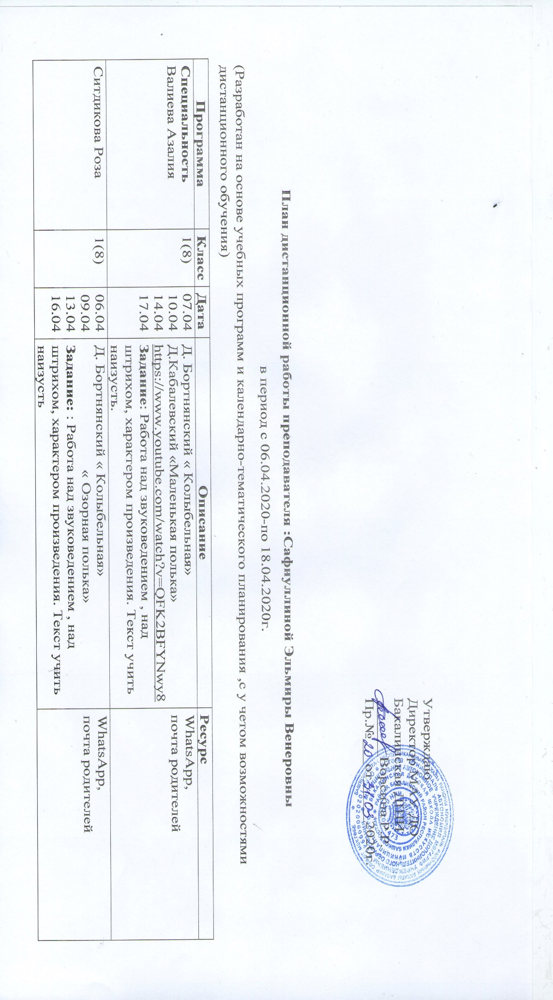 Утверждаю
Директор МАУ ДО
Бакалинская ДШИ
Ворсина Р.Р.
Пр.№ 20 от 31.03.2020г.
План дистанционной работы преподавателя :Сафиуллиной Эльмиры Венеровны
в период с 06.04.2020-по 18.04.2020г.
(Разработан на основе учебных программ и календарно-тематического планирования ,с у четом возможностями
дистанционного обучения)
Программа Класс Дата Описание Ресурс
Специальность 1(8) 07.04 Д. Бортнянский « Колыбельная» WhatsApp,
Валиева Азалия 10.04 Д.Кабалевский «Маленькая полька» почта родителей
14.04 https://www.youtube.com/watch?v=QFK2BFYNwy8
17.04 Задание: Работа над звуковедением , над
штрихом, характером произведения. Текст учить
наизусть.
Ситдикова Роза 1(8) 06.04 Д. Бортнянский « Колыбельная» WhatsApp,
09.04 « Озорная полька» почта родителей
13.04 Задание: : Работа над звуковедением , над
16.04 штрихом, характером произведения. Текст учить
наизусть